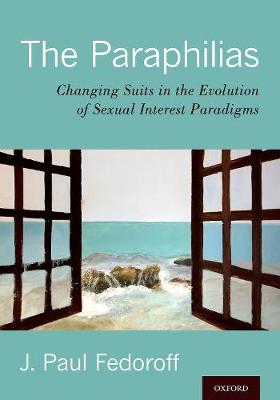 The Paraphilias
Changing Suits in the Evolution
of Sexual Interest Paradigms
J. Paul Fedoroff
OXFORD